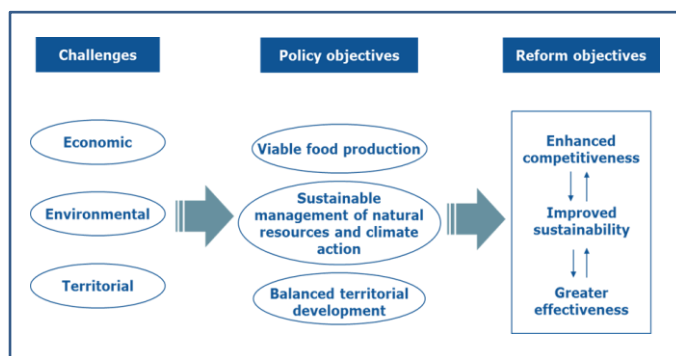 Challenges
Policy objectives
Reform objectives
Economic
Environmental
Territorial
Viable food production
Sustainable
management of natural
resources and climate
action
Balanced territorial
development
Enhanced
competitiveness
Improved
sustainability
Greater
effectiveness